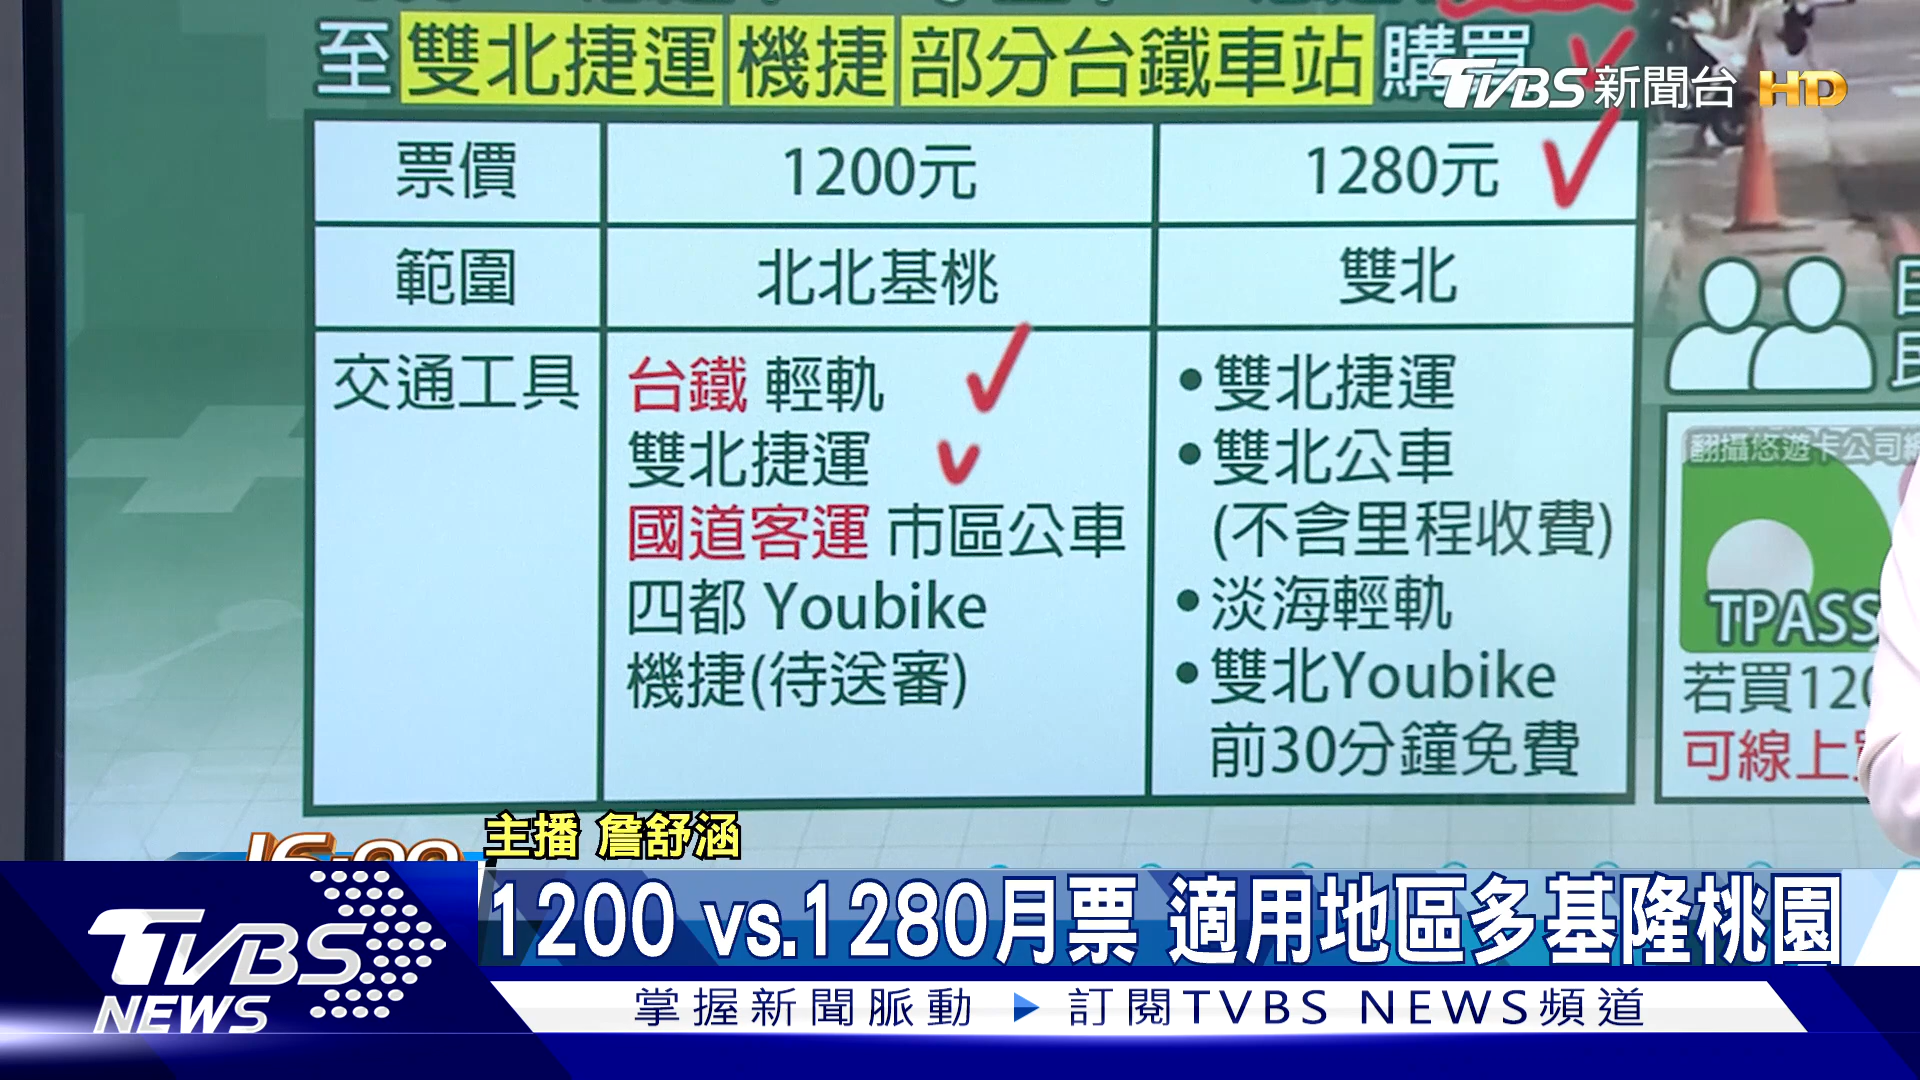 至雙北捷運 機捷 部分台鐵車站購買
TVBS新聞台 HD
票價 1200元 1280元
範圍 北北基桃 雙北
交通工具
台鐵 輕軌
雙北捷運
國道客運 市區公車
四都 Youbike
機捷(待送審)
•雙北捷運
•雙北公車
(不含里程收費)
•淡海輕軌
•雙北Youbike
前30分鐘免費
翻攝悠遊卡公司
TPASS
若買120
可線上
16:00
主播 詹舒涵
1200 vs.1280月票 適用地區多基隆桃園
TVBS
NEWS
掌握新聞脈動 ▶ 訂閱TVBS NEWS頻道